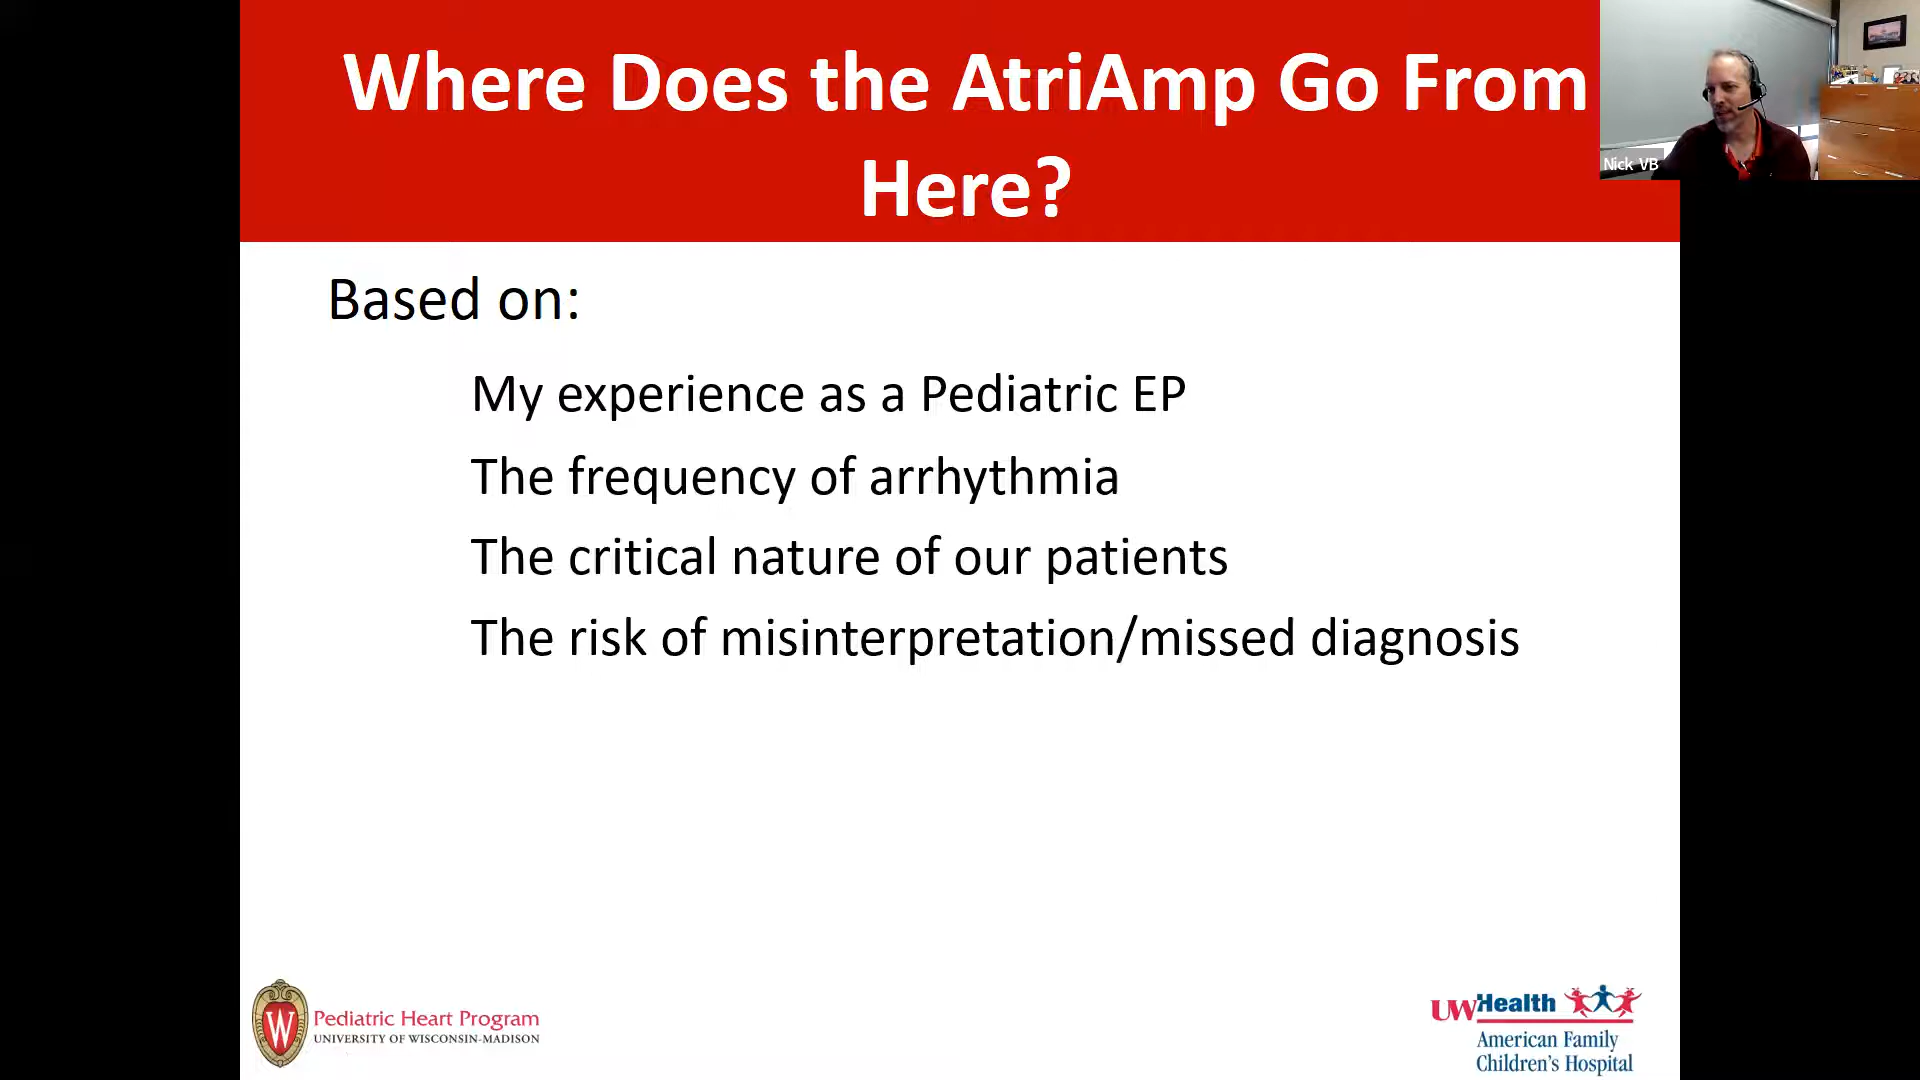 Where Does the AtriAmp Go From
Here?
Nick VB
Based on:
My experience as a Pediatric EP
The frequency of arrhythmia
The critical nature of our patients
The risk of misinterpretation/missed diagnosis
W
Pediatric Heart Program
UNIVERSITY OF WISCONSIN-MADISON
UWHealth
American Family
Children's Hospital